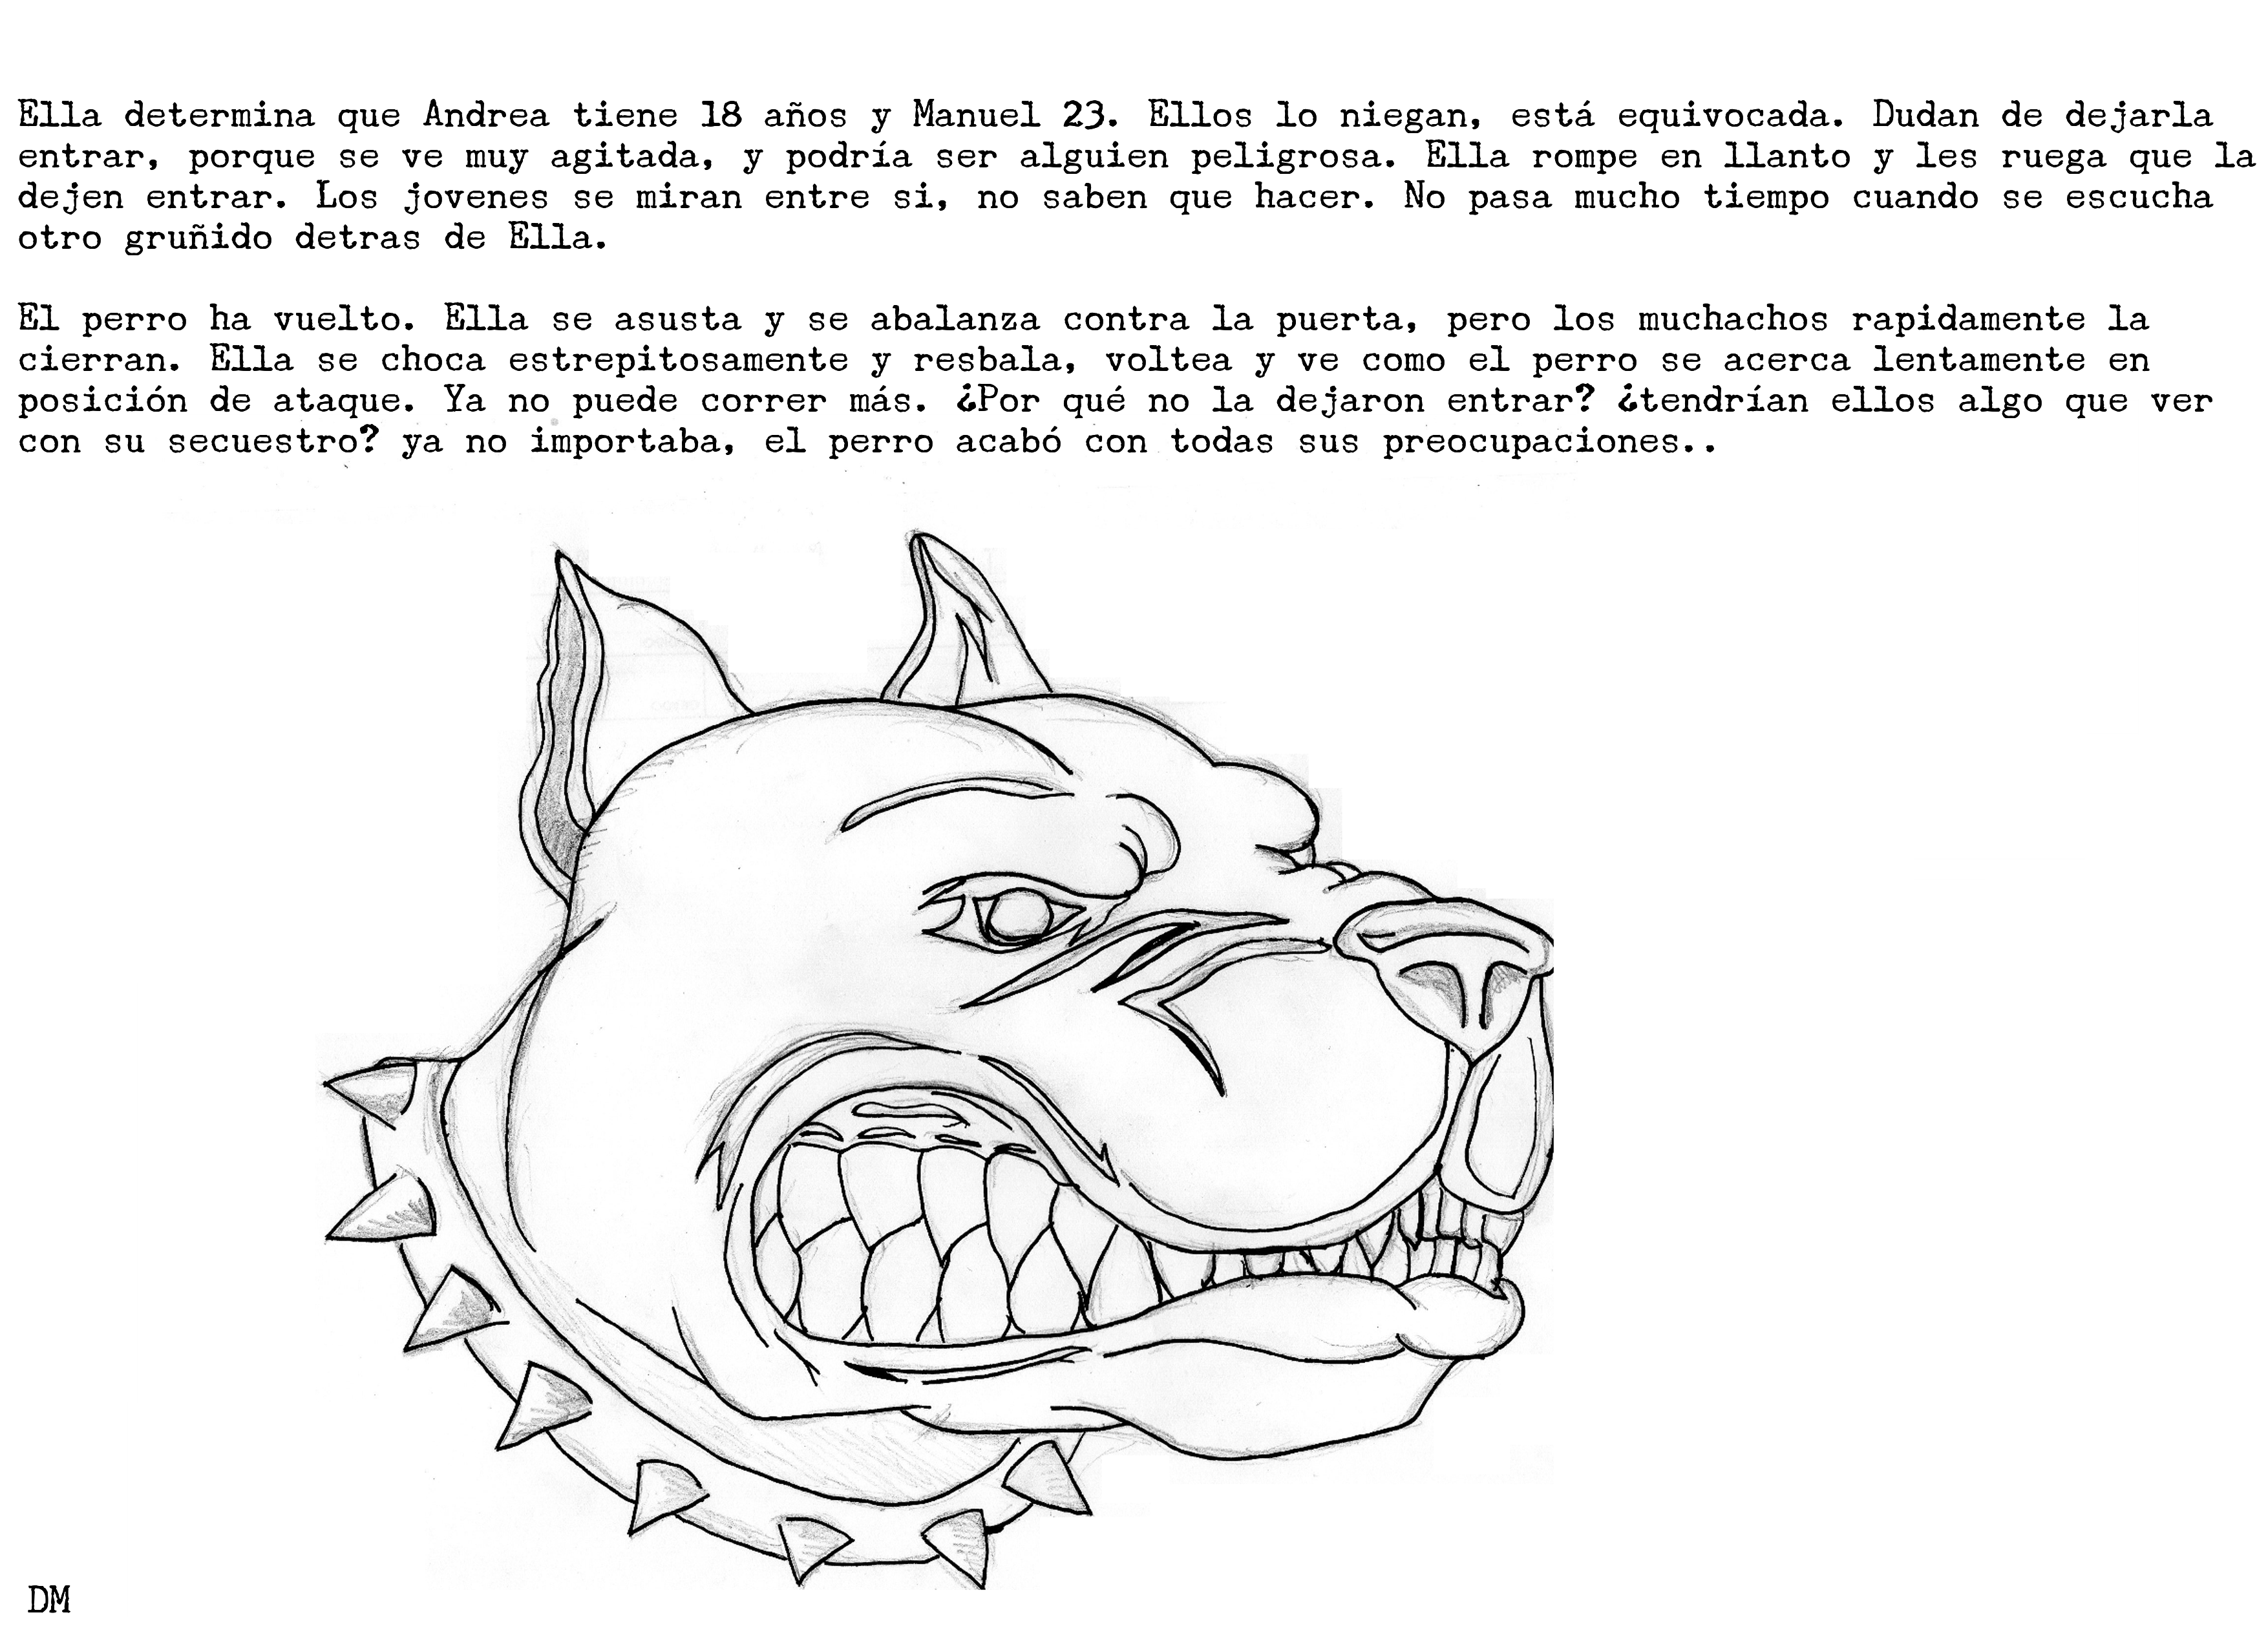 Ella determina que Andrea tiene 18 años y Manuel 23. Ellos lo niegan, está equivocada. Dudan de dejarla
entrar, porque se ve muy agitada, y podría ser alguien peligrosa. Ella rompe en llanto y les ruega que la
dejen entrar. Los jovenes se miran entre si, no saben que hacer. No pasa mucho tiempo cuando se escucha
otro gruñido detras de Ella.
El perro ha vuelto. Ella se asusta y se abalanza contra la puerta, pero los muchachos rapidamente la
cierran. Ella se choca estrepitosamente y resbala, voltea y ve como el perro se acerca lentamente en
posición de ataque. Ya no puede correr más. ¿Por qué no la dejaron entrar? ¿tendrían ellos algo que ver
con su secuestro? ya no importaba, el perro acabó con todas sus preocupaciones..
DM